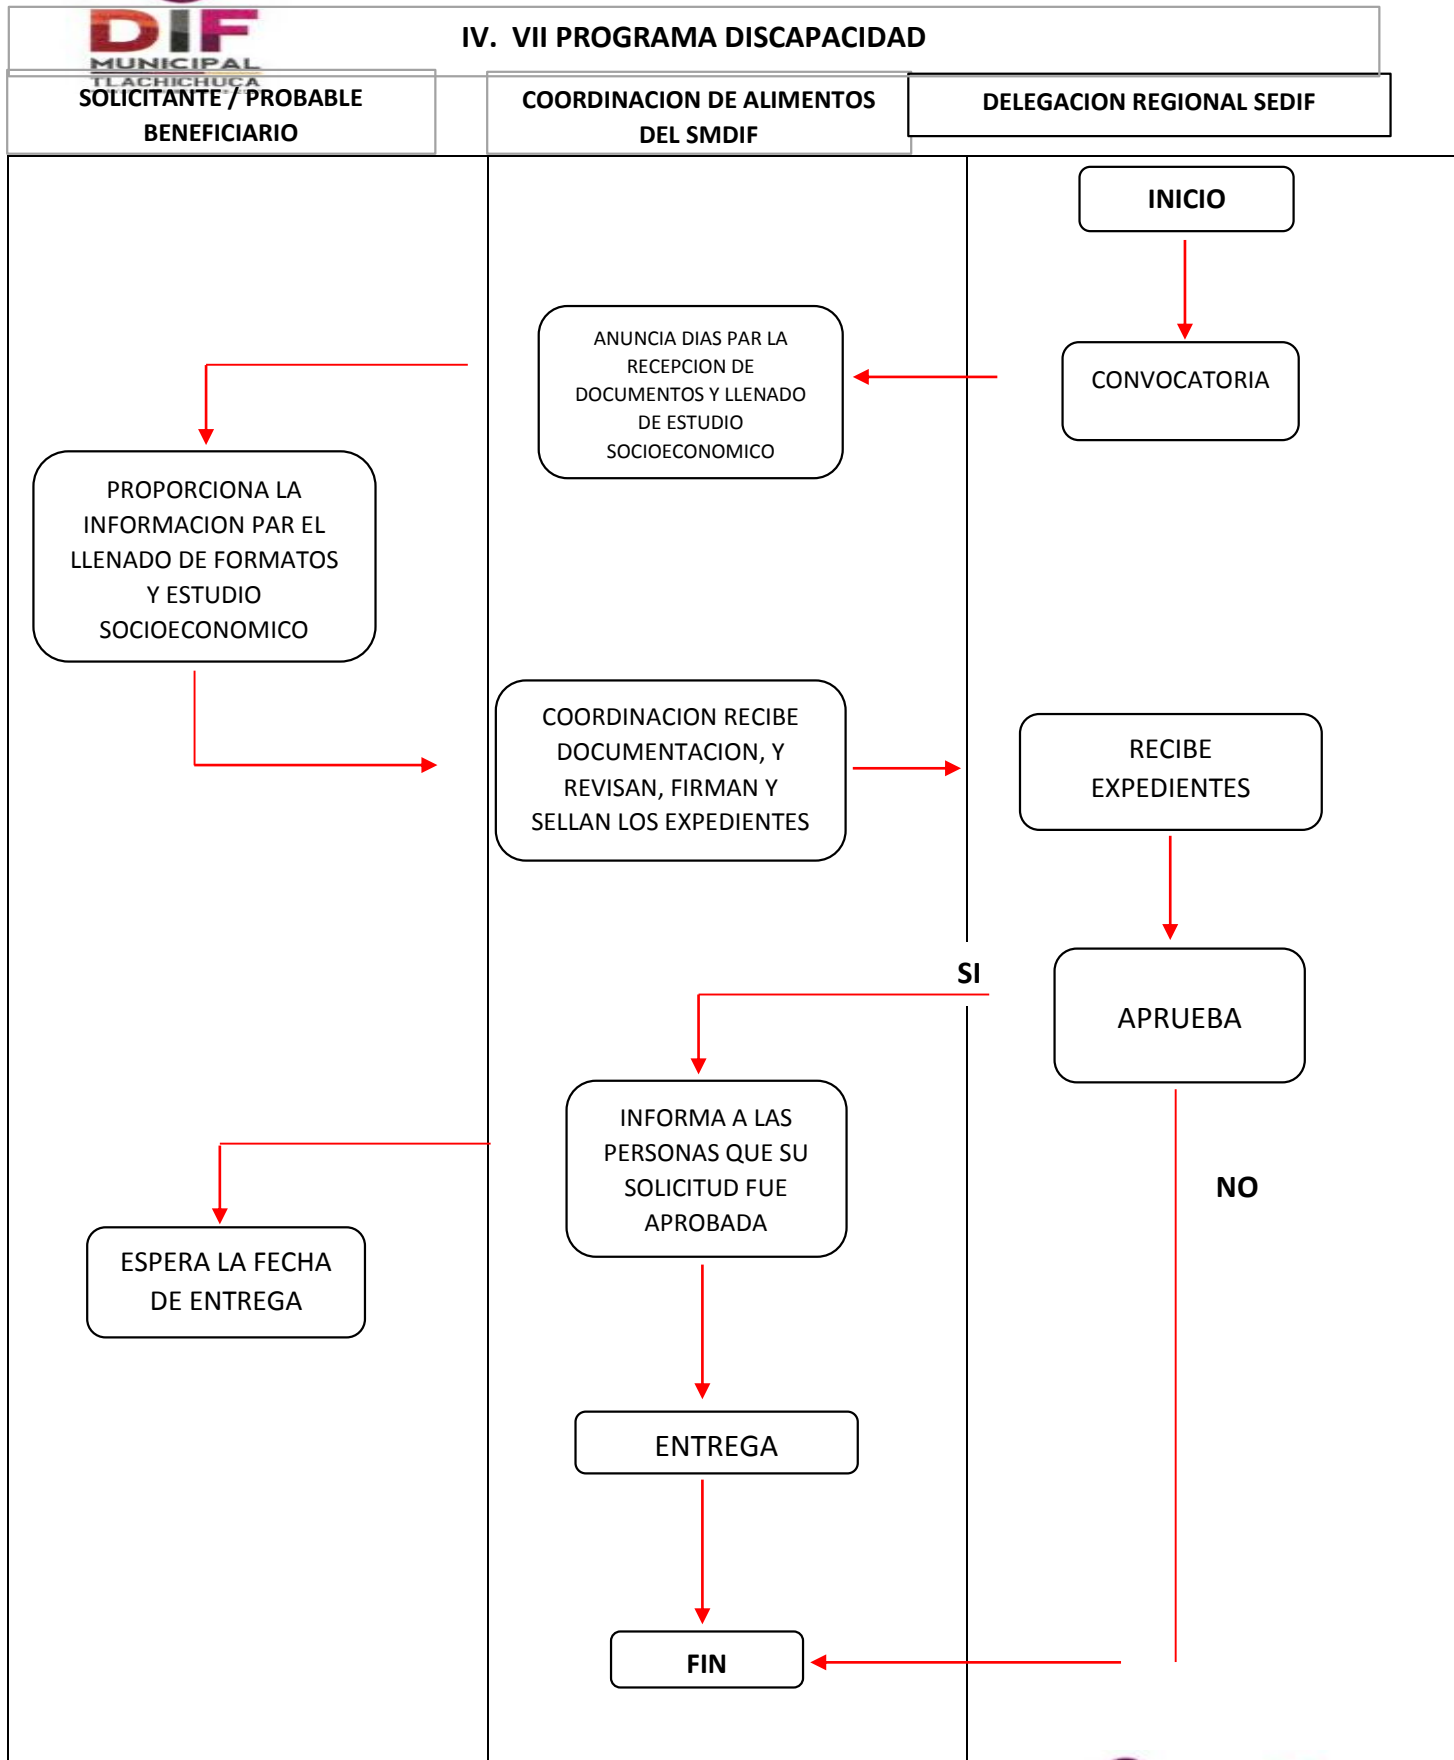 DIF
MUNICIPAL
TLACHICHUCA
IV. VII PROGRAMA DISCAPACIDAD
SOLICITANTE / PROBABLE
BENEFICIARIO
COORDINACION DE ALIMENTOS
DEL SMDIF
DELEGACION REGIONAL SEDIF
INICIO
CONVOCATORIA
ANUNCIA DIAS PAR LA
RECEPCION DE
DOCUMENTOS Y LLENADO
DE ESTUDIO
SOCIOECONOMICO
PROPORCIONA LA
INFORMACION PAR EL
LLENADO DE FORMATOS
Y ESTUDIO
SOCIOECONOMICO
COORDINACION RECIBE
DOCUMENTACION, Y
REVISAN, FIRMAN Y
SELLAN LOS EXPEDIENTES
RECIBE
EXPEDIENTES
APRUEBA
SI
NO
INFORMA A LAS
PERSONAS QUE SU
SOLICITUD FUE
APROBADA
ESPERA LA FECHA
DE ENTREGA
ENTREGA
FIN